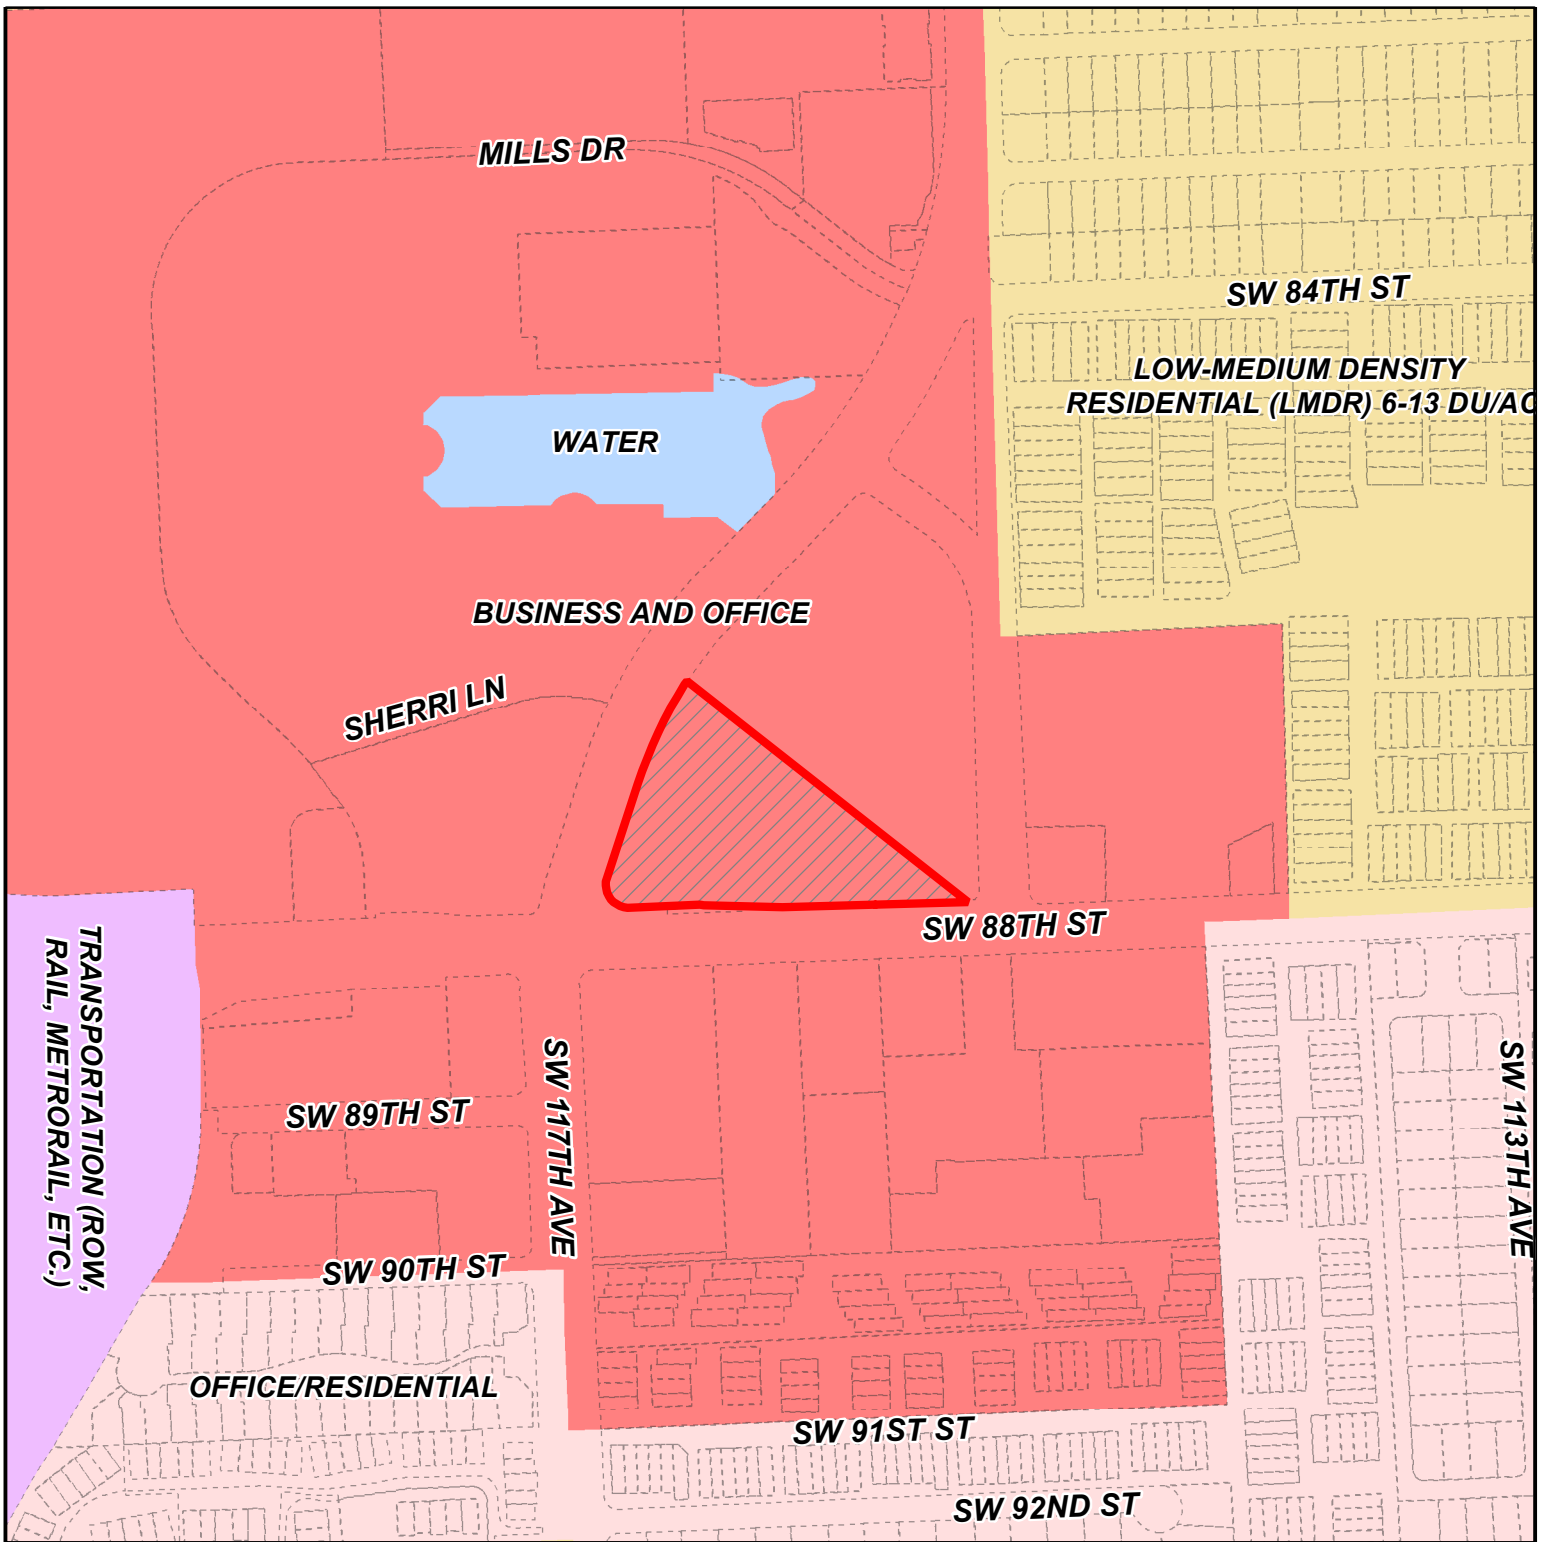 MILLS DR
SW 84TH ST
LOW-MEDIUM DENSITY
RESIDENTIAL (LMDR) 6-13 DU/AC
WATER
BUSINESS AND OFFICE
SHERRI LN
SW 88TH ST
TRANSPORTATION (ROW,
RAIL, METRORAIL, ETC.)
SW 117TH AVE
SW 113TH AVE
SW 89TH ST
SW 90TH ST
OFFICE/RESIDENTIAL
SW 91ST ST
SW 92ND ST